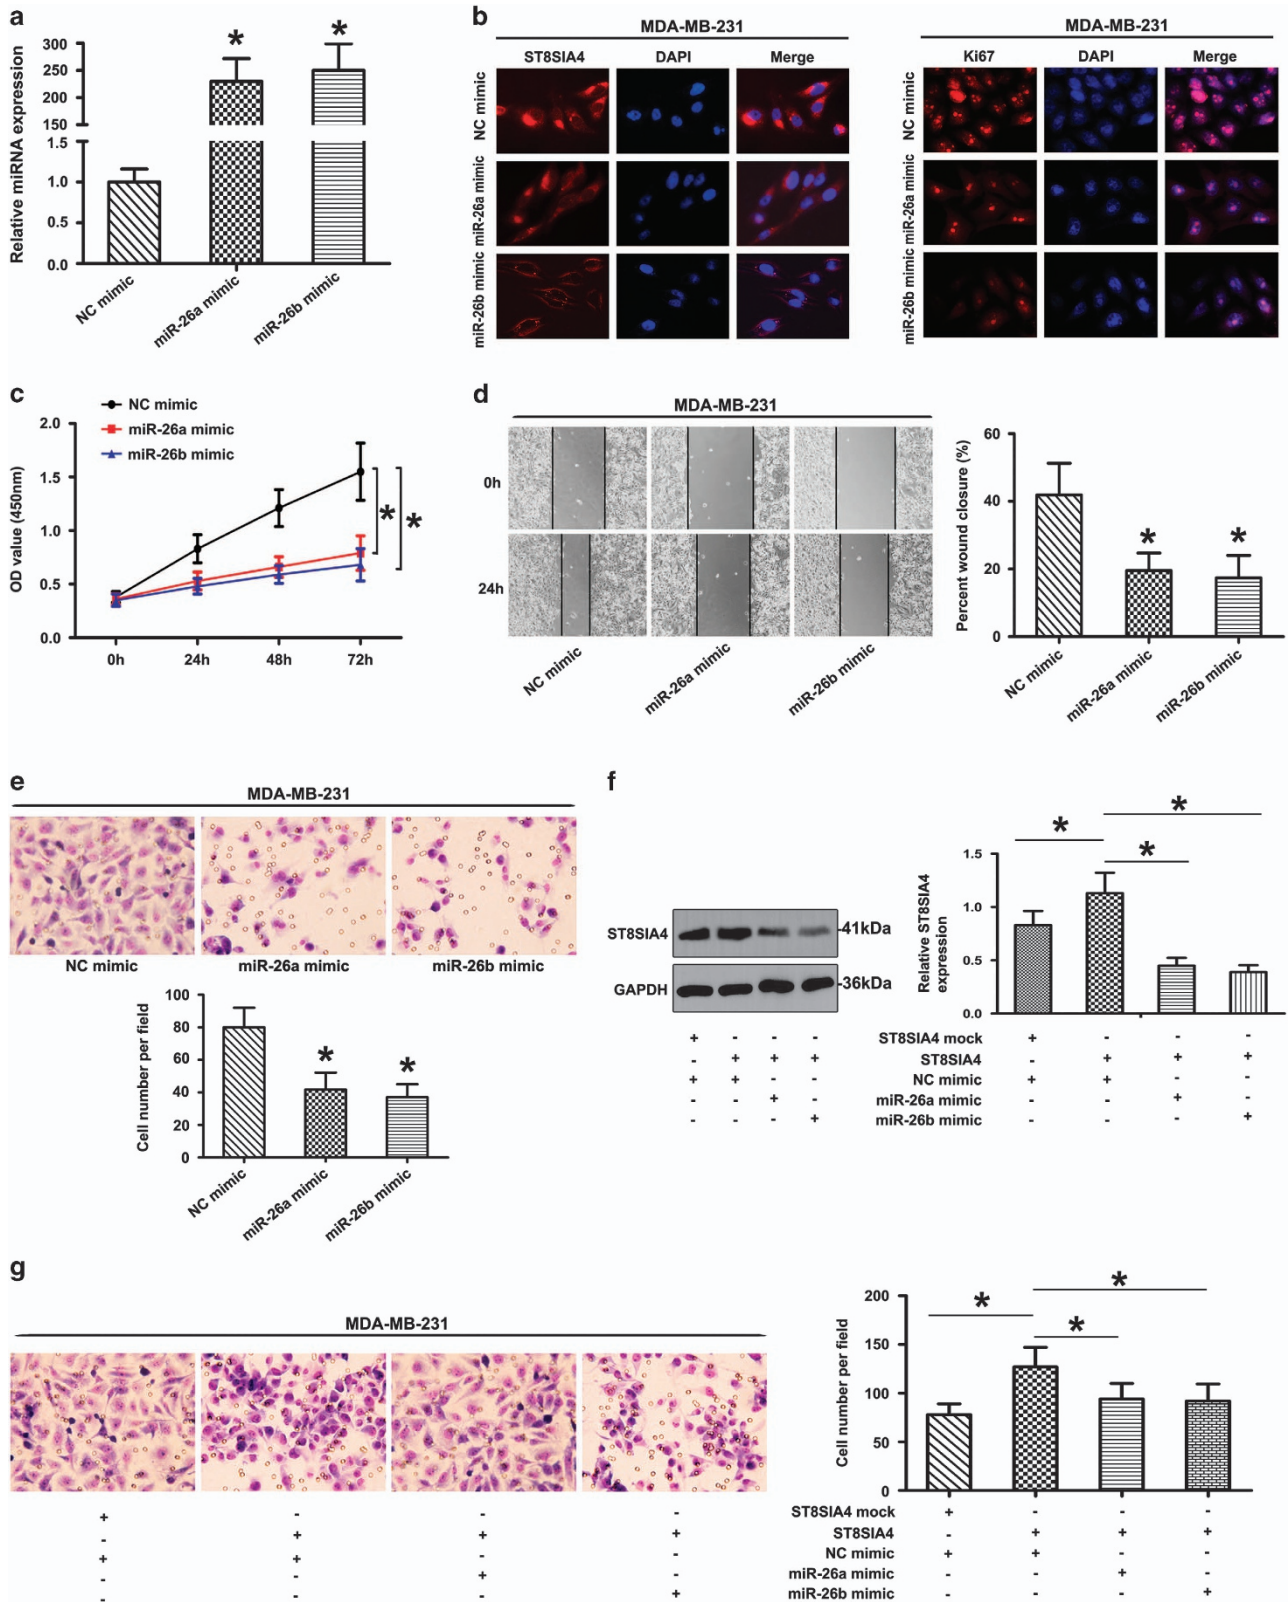 a
Relative miRNA expression
300
250
200
150
1.5
1.0
0.5
0.0
*
*
NC mimic
miR-26a mimic
miR-26b mimic
b
MDA-MB-231
ST8SIA4 DAPI Merge
NC mimic
miR-26a mimic
miR-26b mimic
MDA-MB-231
Ki67 DAPI Merge
NC mimic
miR-26a mimic
miR-26b mimic
c
NC mimic
miR-26a mimic
miR-26b mimic
OD value (450nm)
2.0
1.5
1.0
0.5
0.0
0h 24h 48h 72h
* *
d
MDA-MB-231
0h
24h
NC mimic
miR-26a mimic
miR-26b mimic
Percent wound closure (%)
60
40
20
0
* *
NC mimic
miR-26a mimic
miR-26b mimic
e
MDA-MB-231
NC mimic miR-26a mimic miR-26b mimic
Cell number per field
100
80
60
40
20
0
* *
NC mimic
miR-26a mimic
miR-26b mimic
f
ST8SIA4 -41kDa
GAPDH -36kDa
+ - - -
- + + +
+ + - -
- - + -
- - - +
Relative ST8SIA4
expression
1.5
1.0
0.5
0.0
*
* *
ST8SIA4 mock + - - -
ST8SIA4 - + + +
NC mimic + + - -
miR-26a mimic - - + -
miR-26b mimic - - - +
g
MDA-MB-231
+ - - -
- + + +
+ + - -
- - + -
- - - +
Cell number per field
200
150
100
50
0
*
* *
ST8SIA4 mock + - - -
ST8SIA4 - + + +
NC mimic + + - -
miR-26a mimic - - + -
miR-26b mimic - - - +